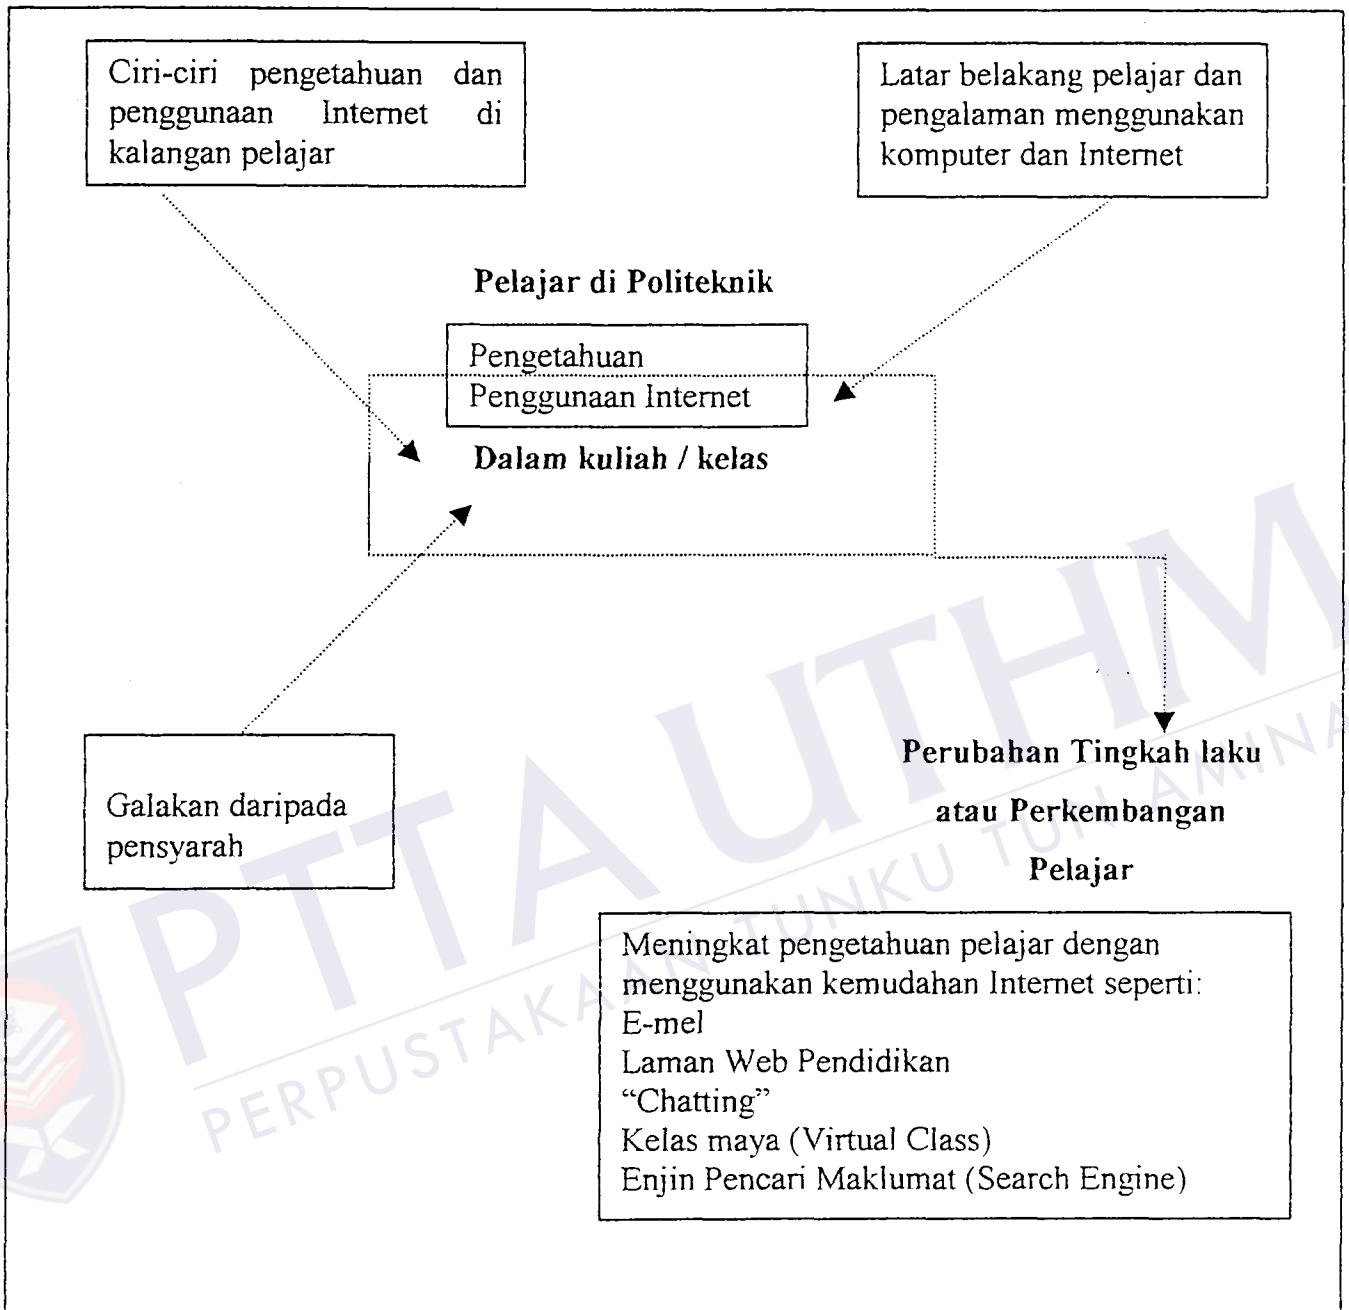 Ciri-ciri pengetahuan dan
penggunaan Internet di
kalangan pelajar
Latar belakang pelajar dan
pengalaman menggunakan
komputer dan Internet
Pelajar di Politeknik
Pengetahuan
Penggunaan Internet
Dalam kuliah / kelas
Galakan daripada
pensyarah
Perubahan Tingkah laku
atau Perkembangan
Pelajar
Meningkat pengetahuan pelajar dengan
menggunakan kemudahan Internet seperti:
E-mel
Laman Web Pendidikan
“Chatting”
Kelas maya (Virtual Class)
Enjin Pencari Maklumat (Search Engine)
PTTA UTHM
PERPUSTAKAAN TUNKU TUN AMINA